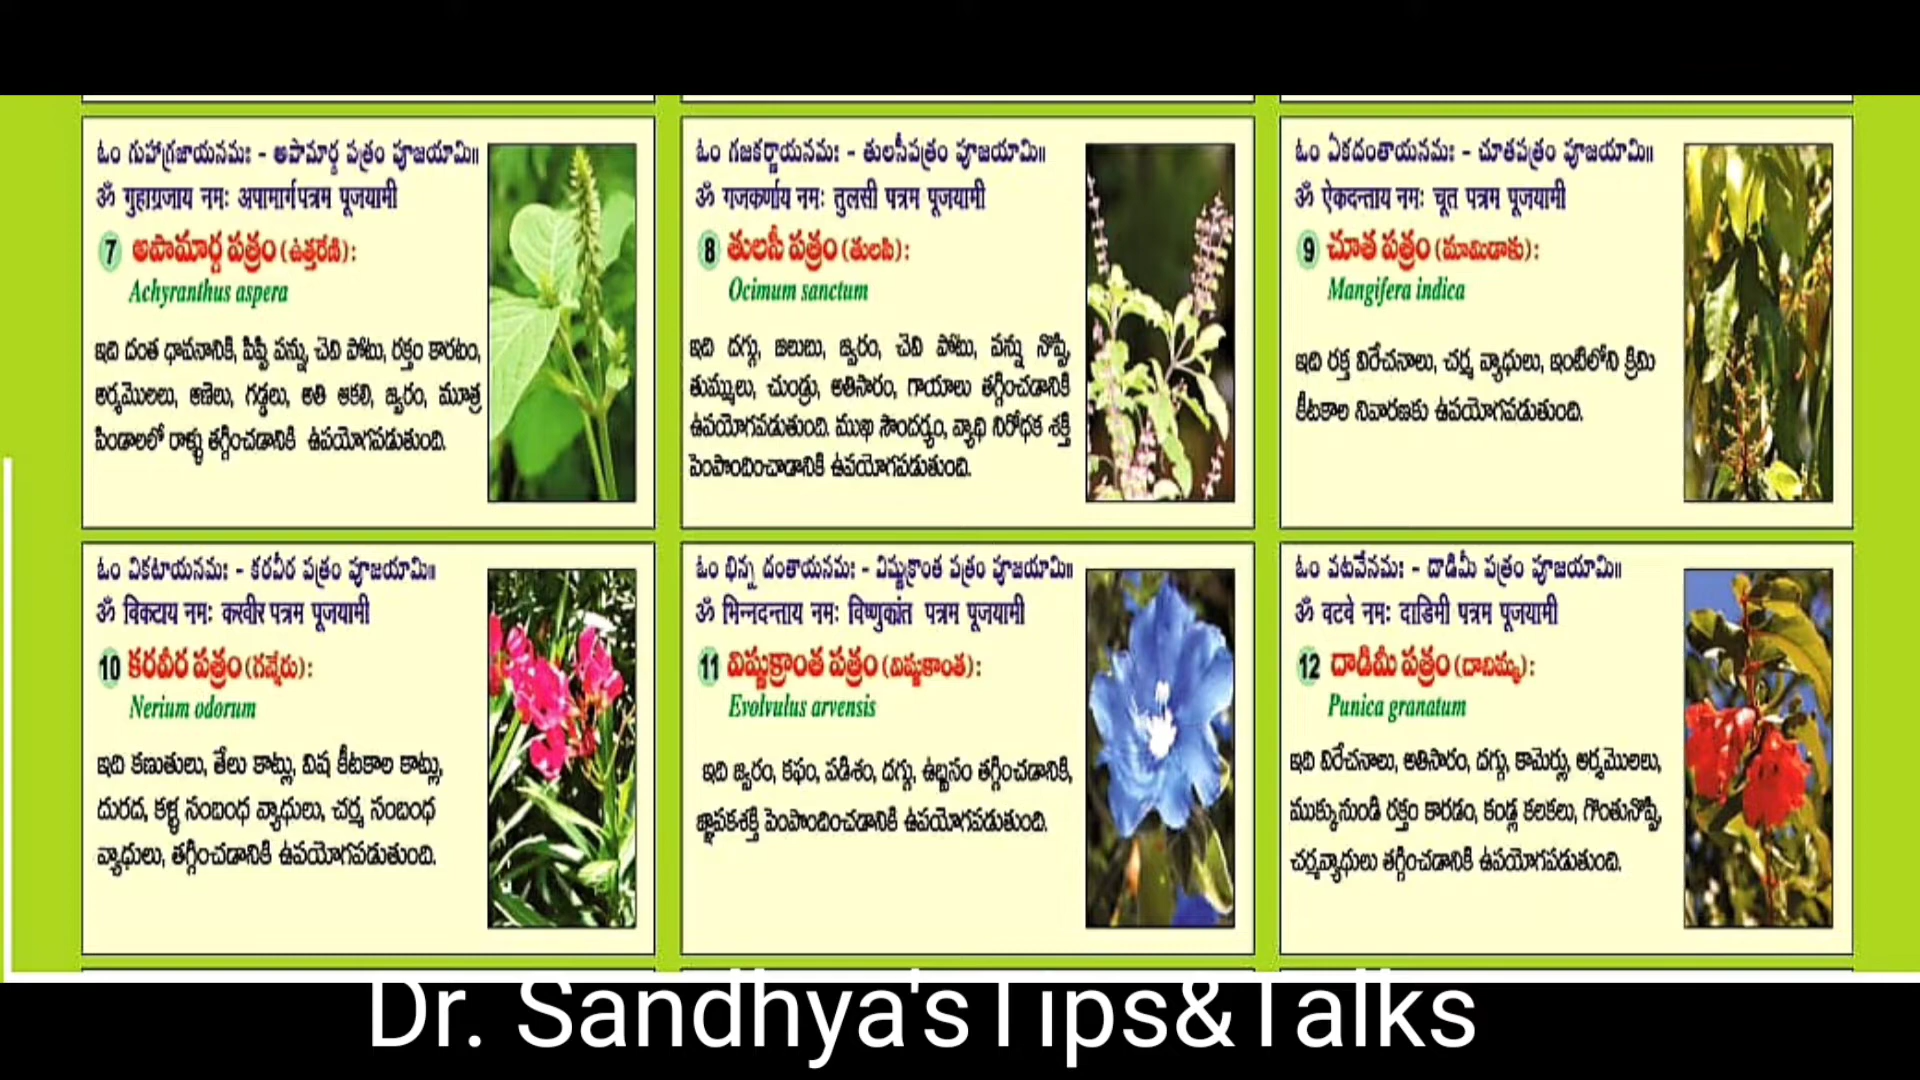 ఓం గుహాగ్రజాయనమః - అపామార్గ పత్రం పూజయామి॥
ॐ गुहाग्रजाय नमः अपामार्ग पत्रम पूजयामी
7 అపామార్గ పత్రం (ఉత్తరేణి):
Achyranthus aspera
ఇది దంత ధావనానికి, పిప్పి పన్ను, చెవి పోటు, రక్తం కారటం,
అర్శమొలలు, ఆణెలు, గడ్డలు, అతి ఆకలి, జ్వరం, మూత్ర
పిండాలలో రాళ్ళు తగ్గించడానికి ఉపయోగపడుతుంది.
ఓం గజకర్ణాయనమః - తులసీపత్రం పూజయామి॥
ॐ गजकर्णाय नमः तुलसी पत्रम पूजयामी
8 తులసీ పత్రం (తులసి):
Ocimum sanctum
ఇది దగ్గు, జలుబు, జ్వరం, చెవి పోటు, పన్ను నొప్పి,
తుమ్ములు, చుండ్రు, అతిసారం, గాయాలు తగ్గించడానికి
ఉపయోగపడుతుంది. ముఖ సౌందర్యం, వ్యాధి నిరోధక శక్తి
పెంపొందించాడానికి ఉపయోగపడుతుంది.
ఓం ఏకదంతాయనమః - చూతపత్రం పూజయామి॥
ॐ ऐकदन्ताय नमः चूत पत्रम पूजयामी
9 చూత పత్రం (మామిడాకు):
Mangifera indica
ఇది రక్త విరేచనాలు, చర్మ వ్యాధులు, ఇంటిలోని క్రిమి
కీటకాల నివారణకు ఉపయోగపడుతుంది.
ఓం వికటాయనమః - కరవీర పత్రం పూజయామి॥
ॐ विकटाय नमः करवीर पत्रम पूजयामी
10 కరవీర పత్రం (గన్నేరు):
Nerium odorum
ఇది కణుతులు, తేలు కాట్లు, విష కీటకాల కాట్లు,
దురద, కళ్ళ సంబంధ వ్యాధులు, చర్మ సంబంధ
వ్యాధులు, తగ్గించడానికి ఉపయోగపడుతుంది.
ఓం భిన్న దంతాయనమః - విష్ణుక్రాంత పత్రం పూజయామి॥
ॐ भिन्नदन्ताय नमः विष्णुकांत पत्रम पूजयामी
11 విష్ణుక్రాంత పత్రం (విష్ణుకాంత):
Evolvulus arvensis
ఇది జ్వరం, కఫం, పడిశం, దగ్గు, ఉబ్బసం తగ్గించడానికి,
జ్ఞాపకశక్తి పెంపొందించడానికి ఉపయోగపడుతుంది.
ఓం వటవేనమః - దాడిమీ పత్రం పూజయామి॥
ॐ वटवे नमः दाडिमी पत्रम पूजयामी
12 దాడిమీ పత్రం (దానిమ్మ):
Punica granatum
ఇది విరేచనాలు, అతిసారం, దగ్గు, కామెర్లు, అర్శమొలలు,
ముక్కునుండి రక్తం కారడం, కండ్ల కలకలు, గొంతునొప్పి,
చర్మవ్యాధులు తగ్గించడానికి ఉపయోగపడుతుంది.
Dr. Sandhya'sTips&Talks